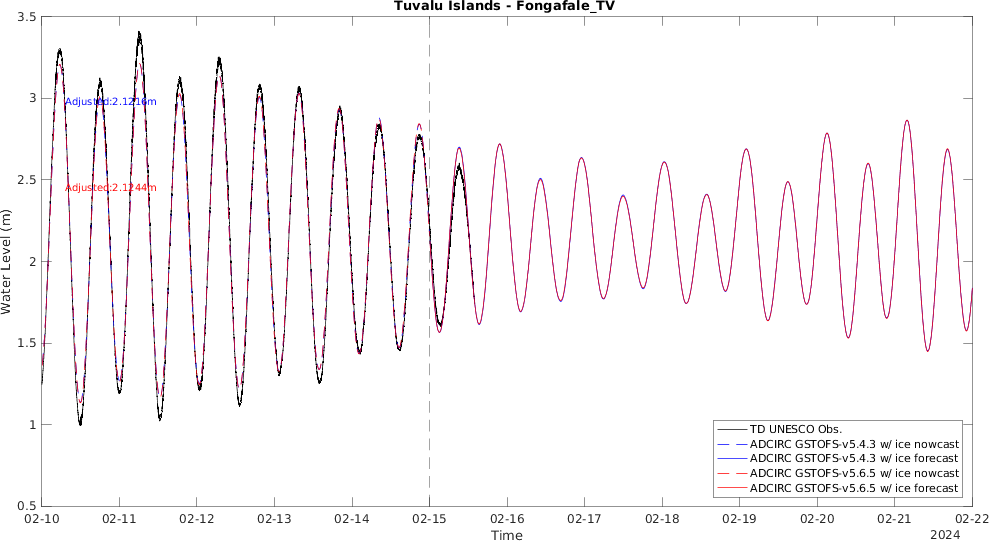 Tuvalu Islands - Fongafale_TV
3.5
3
2.5
2
1.5
1
0.5
Water Level (m)
Adjusted:2.1216m
Adjusted:2.1244m
TD UNESCO Obs.
ADCIRC GSTOFS-v5.4.3 w/ ice nowcast
ADCIRC GSTOFS-v5.4.3 w/ ice forecast
ADCIRC GSTOFS-v5.6.5 w/ ice nowcast
ADCIRC GSTOFS-v5.6.5 w/ ice forecast
02-10 02-11 02-12 02-13 02-14 02-15 02-16 02-17 02-18 02-19 02-20 02-21 02-22
Time
2024